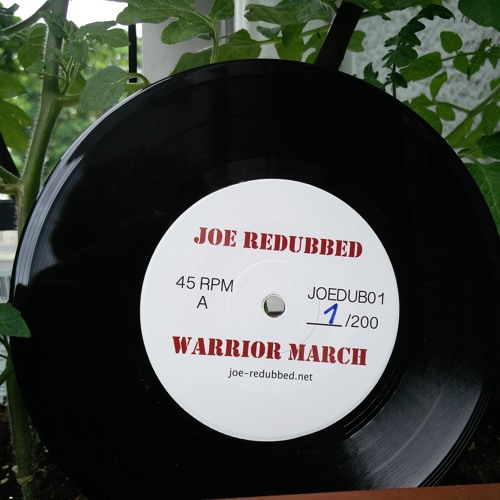 JOE REDUBBED
45 RPM
A
JOEDUB01
1/200
WARRIOR MARCH
joe-redubbed.net